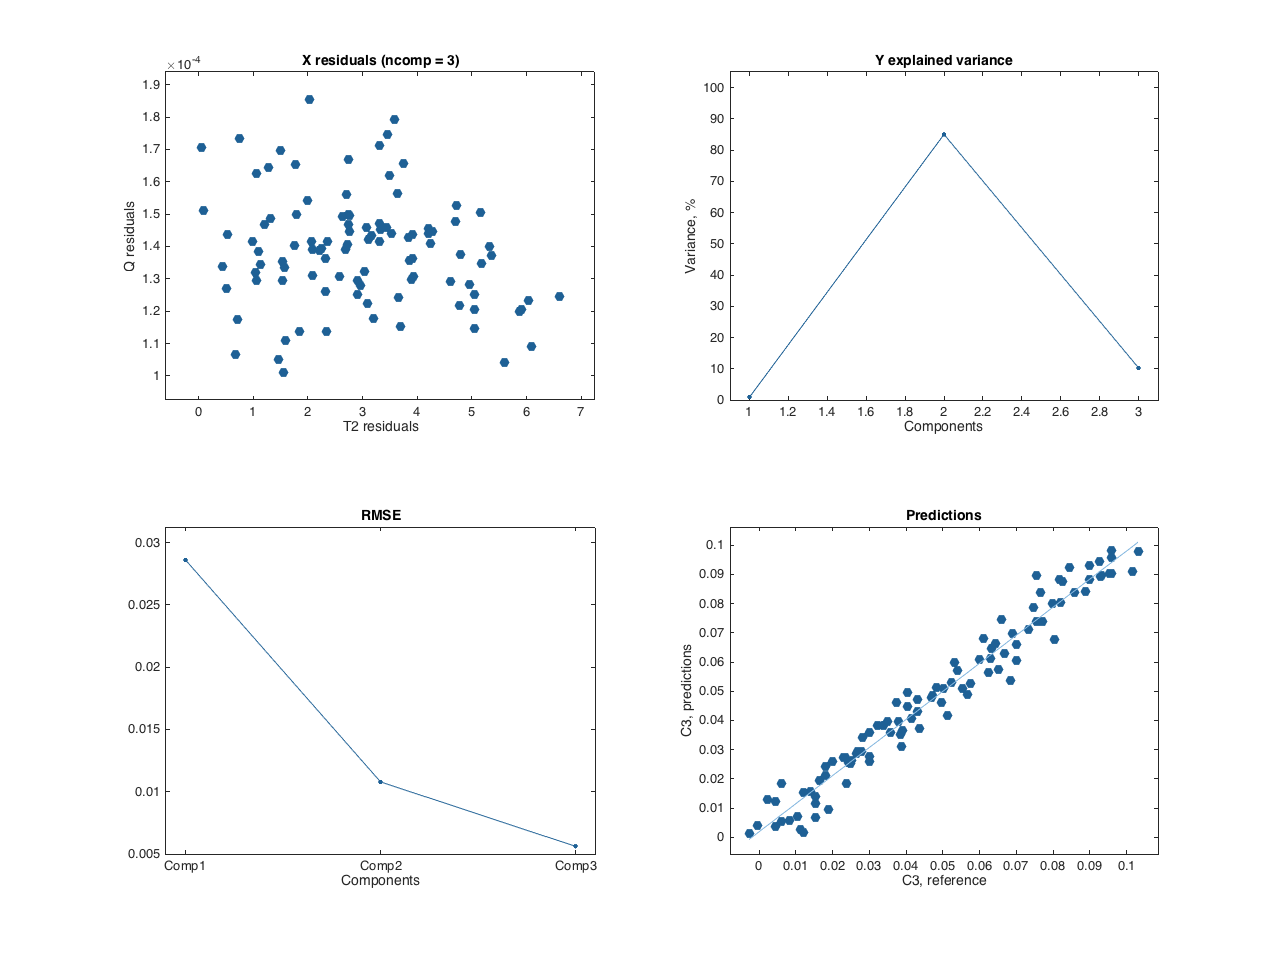 X residuals (ncomp = 3)
×10⁻⁴
1.9
1.8
1.7
1.6
1.5
1.4
1.3
1.2
1.1
1
Q residuals
0 1 2 3 4 5 6 7
T2 residuals
Y explained variance
100
90
80
70
60
50
40
30
20
10
0
Variance, %
1 1.2 1.4 1.6 1.8 2 2.2 2.4 2.6 2.8 3
Components
RMSE
0.03
0.025
0.02
0.015
0.01
0.005
Comp1 Comp2 Comp3
Components
Predictions
0.1
0.09
0.08
0.07
0.06
0.05
0.04
0.03
0.02
0.01
0
C3, predictions
0 0.01 0.02 0.03 0.04 0.05 0.06 0.07 0.08 0.09 0.1
C3, reference